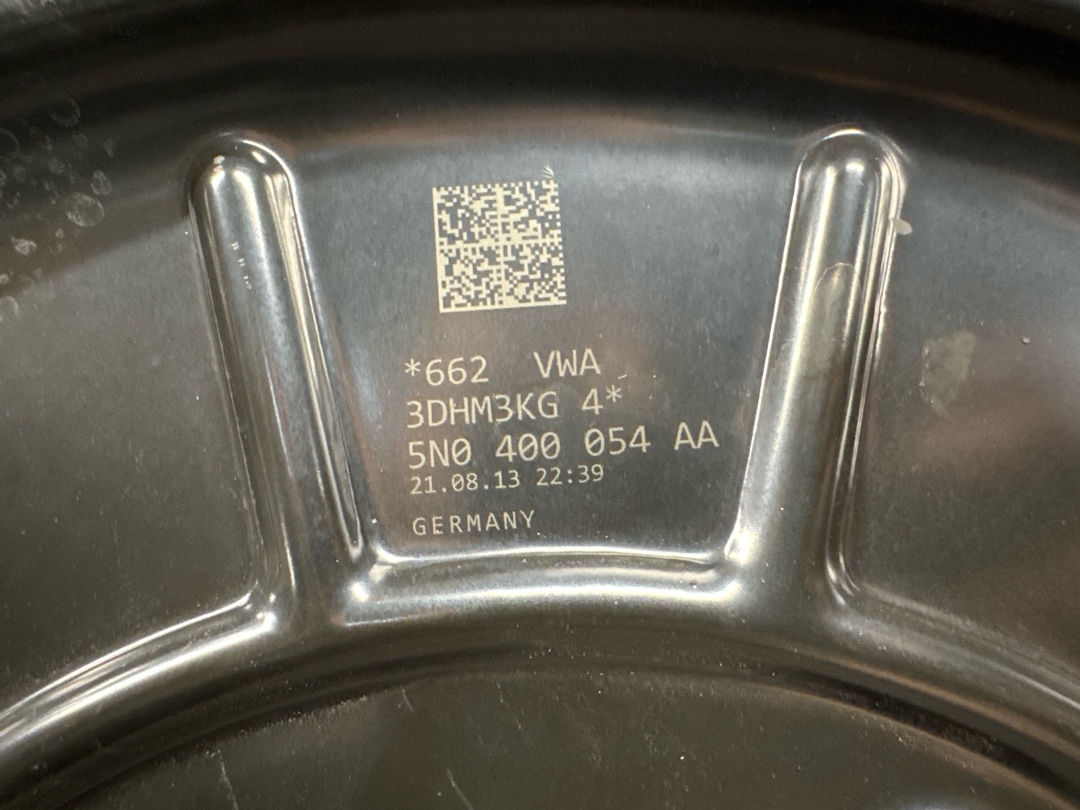 *662 VWA
3DHM3KG 4*
5N0 400 054 AA
21.08.13 22:39
GERMANY